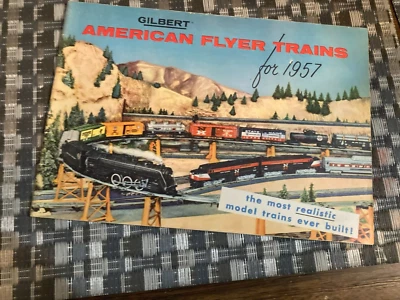 GILBERT
AMERICAN FLYER TRAINS
for 1957
the most realistic
model trains ever built!